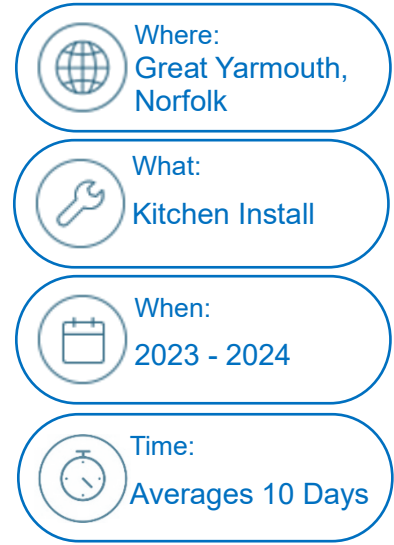 Where:
Great Yarmouth,
Norfolk
What:
Kitchen Install
When:
2023 - 2024
Time:
Averages 10 Days